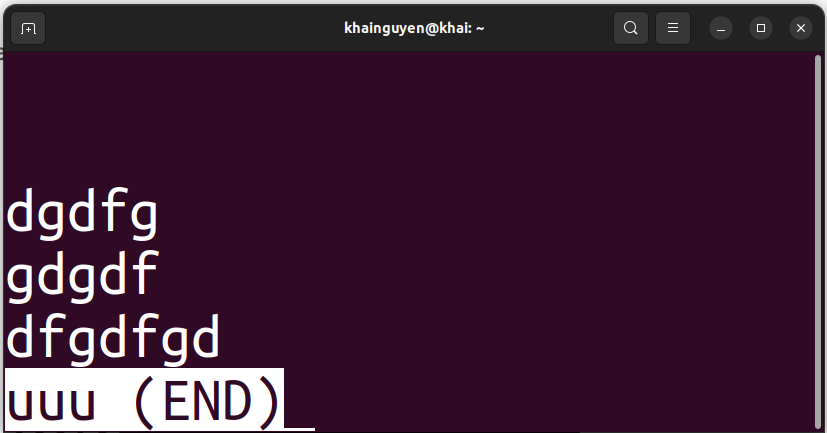 khainguyen@khai: ~
dgdfg
gdgdf
dfgdfgd
uuu (END)